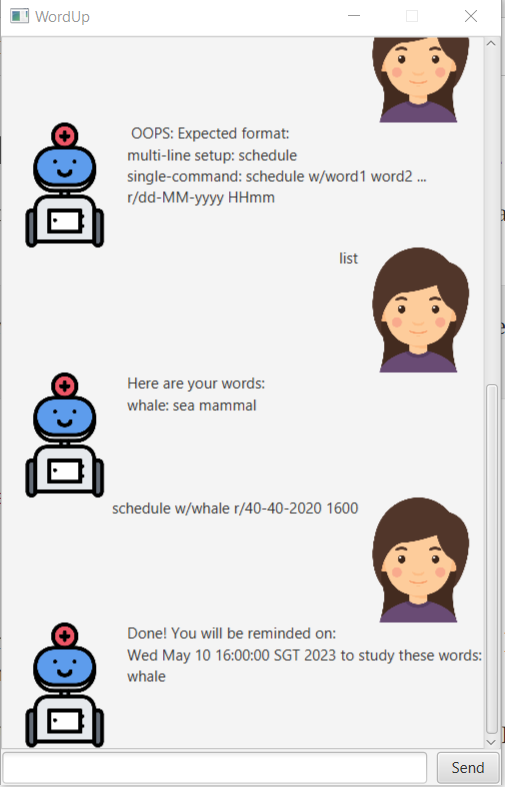 WordUp
OOPS: Expected format:
multi-line setup: schedule
single-command: schedule w/word1 word2 ...
r/dd-MM-yyyy HHmm
list
Here are your words:
whale: sea mammal
schedule w/whale r/40-40-2020 1600
Done! You will be reminded on:
Wed May 10 16:00:00 SGT 2023 to study these words:
whale
Send